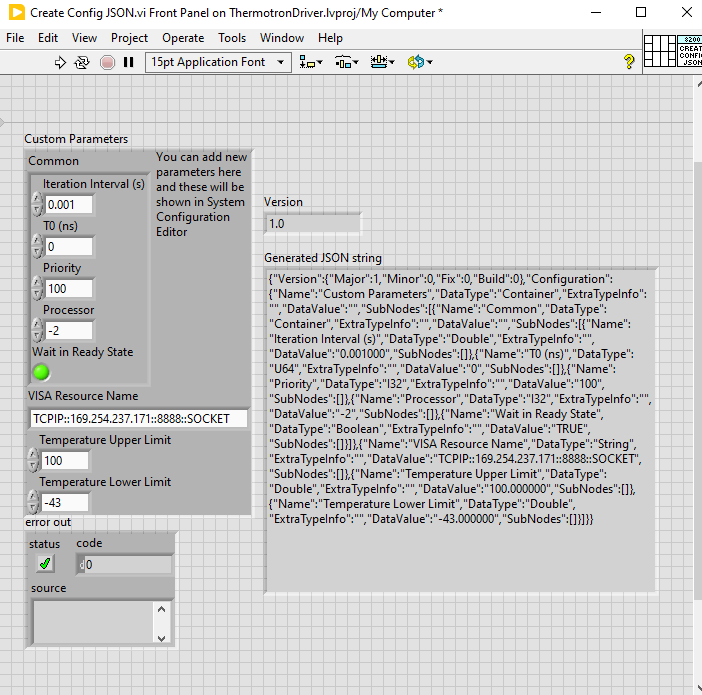 Create Config JSON.vi Front Panel on ThermotronDriver.lvproj/My Computer *
File Edit View Project Operate Tools Window Help
15pt Application Font
?
3200
CREATE
CONFIG
JSON
Custom Parameters
Common
You can add new
parameters here
and these will be
shown in System
Configuration
Editor
Iteration Interval (s)
0.001
T0 (ns)
0
Priority
100
Processor
-2
Wait in Ready State
VISA Resource Name
TCPIP::169.254.237.171::8888::SOCKET
Temperature Upper Limit
100
Temperature Lower Limit
-43
error out
status code
d0
source
Version
1.0
Generated JSON string
{"Version":{"Major":1,"Minor":0,"Fix":0,"Build":0},"Configuration":
{"Name":"Custom Parameters","DataType":"Container","ExtraTypeInfo":
"","DataValue":"","SubNodes":[{"Name":"Common","DataType":
"Container","ExtraTypeInfo":"","DataValue":"","SubNodes":[{"Name":
"Iteration Interval (s)","DataType":"Double","ExtraTypeInfo":"",
"DataValue":"0.001000","SubNodes":[]},{"Name":"T0 (ns)","DataType":
"U64","ExtraTypeInfo":"","DataValue":"0","SubNodes":[]},{"Name":
"Priority","DataType":"I32","ExtraTypeInfo":"","DataValue":"100",
"SubNodes":[]},{"Name":"Processor","DataType":"I32","ExtraTypeInfo":"",
"DataValue":"-2","SubNodes":[]},{"Name":"Wait in Ready State",
"DataType":"Boolean","ExtraTypeInfo":"","DataValue":"TRUE",
"SubNodes":[]}]},{"Name":"VISA Resource Name","DataType":"String",
"ExtraTypeInfo":"","DataValue":"TCPIP::169.254.237.171::8888::SOCKET",
"SubNodes":[]},{"Name":"Temperature Upper Limit","DataType":
"Double","ExtraTypeInfo":"","DataValue":"100.000000","SubNodes":[]},
{"Name":"Temperature Lower Limit","DataType":"Double",
"ExtraTypeInfo":"","DataValue":"-43.000000","SubNodes":[]}]}}